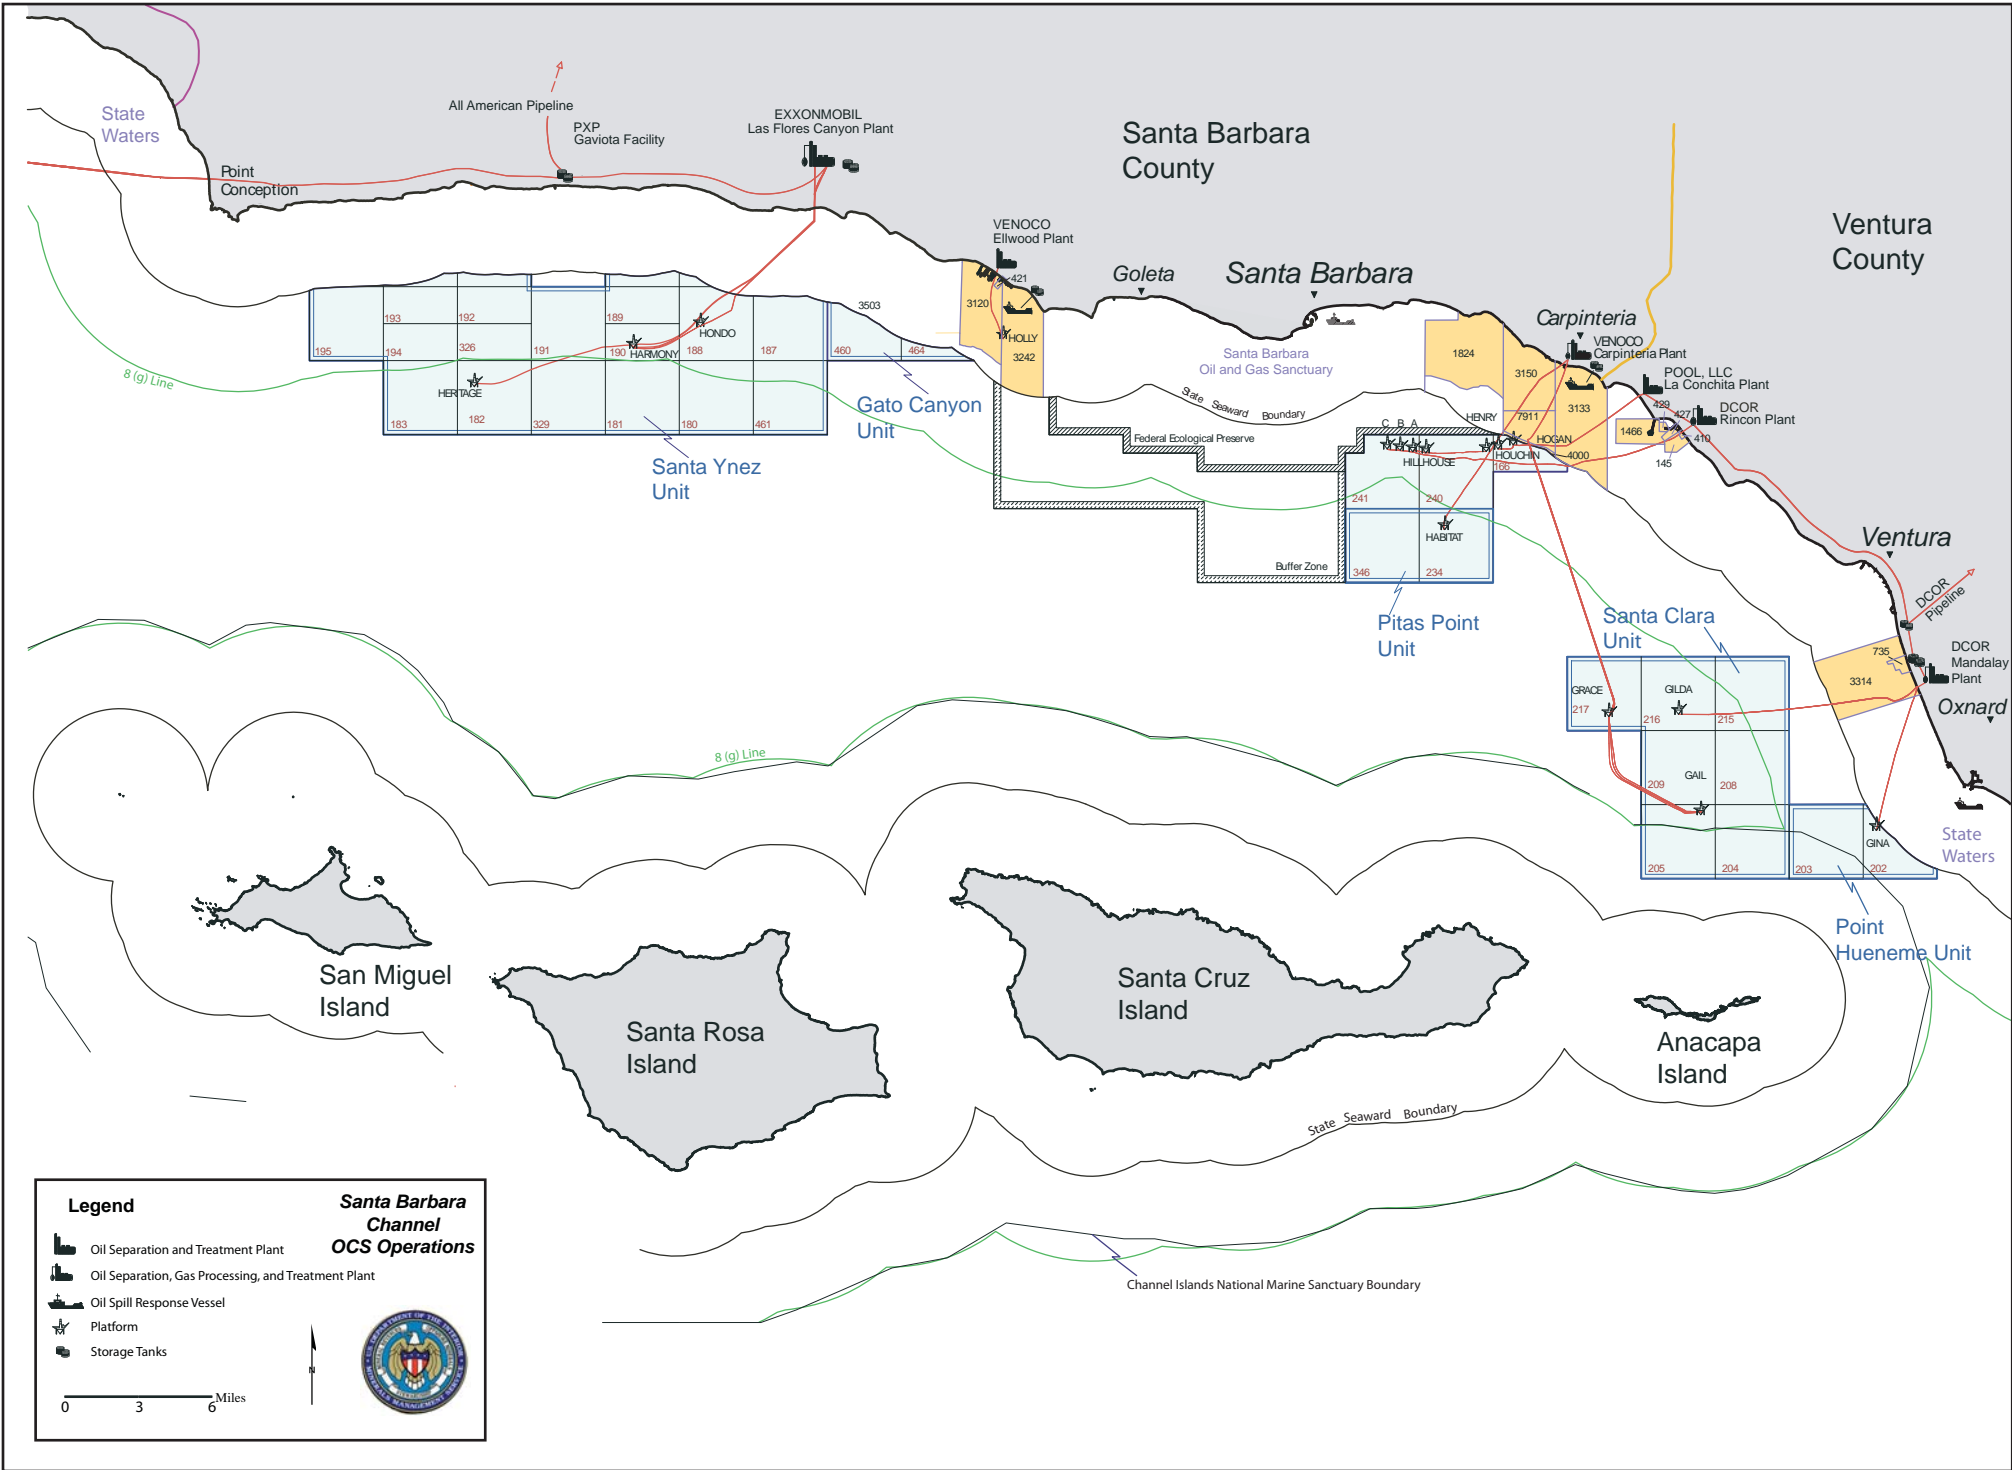 State
Waters
All American Pipeline
PXP
Gaviota Facility
EXXONMOBIL
Las Flores Canyon Plant
Santa Barbara
County
Ventura
County
Point
Conception
VENOCO
Ellwood Plant
421
Goleta
Santa Barbara
3120
HOLLY
3242
3503
Carpinteria
VENOCO
Carpinteria Plant
POOL, LLC
La Conchita Plant
DCOR
Rincon Plant
Santa Barbara
Oil and Gas Sanctuary
1824
3150
7911
3133
429
427
1466
410
145
4000
193
192
189
195
194
326
191
190
HARMONY
188
187
HONDO
460
464
HERITAGE
183
182
329
181
180
461
8 (g) Line
Gato Canyon
Unit
Santa Ynez
Unit
State Seaward Boundary
Federal Ecological Preserve
Buffer Zone
C B A
HENRY
HILLHOUSE
HOUCHIN
HOGAN
166
241
240
HABITAT
346
234
Pitas Point
Unit
Santa Clara
Unit
Ventura
DCOR
Pipeline
DCOR
Mandalay
Plant
735
3314
Oxnard
GRACE
217
GILDA
216
215
GAIL
209
208
205
204
203
202
GINA
State
Waters
Point
Hueneme Unit
8 (g) Line
San Miguel
Island
Santa Rosa
Island
Santa Cruz
Island
Anacapa
Island
State Seaward Boundary
Channel Islands National Marine Sanctuary Boundary
Legend
Santa Barbara
Channel
OCS Operations
Oil Separation and Treatment Plant
Oil Separation, Gas Processing, and Treatment Plant
Oil Spill Response Vessel
Platform
Storage Tanks
N
0 3 6 Miles
U.S. DEPARTMENT OF THE INTERIOR
MINERALS MANAGEMENT SERVICE